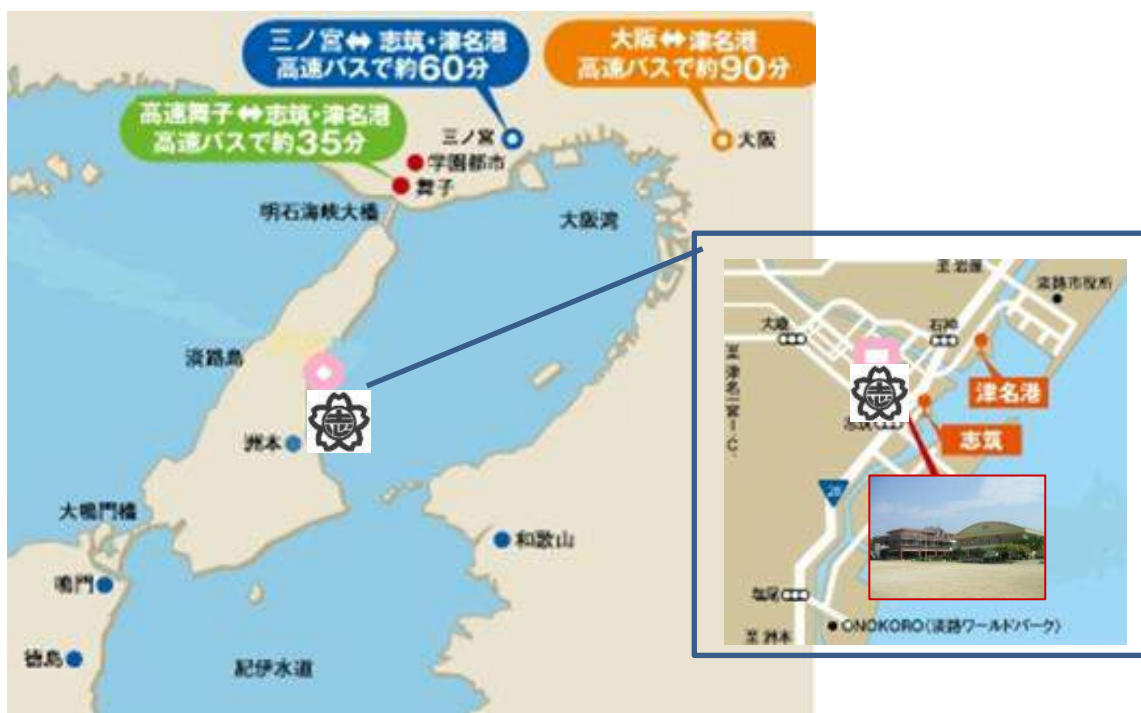 三ノ宮⇔志筑・津名港
高速バスで約60分
大阪⇔津名港
高速バスで約90分
高速舞子⇔志筑・津名港
高速バスで約35分
三ノ宮
大阪
学園都市
舞子
明石海峡大橋
大阪湾
淡路島
志
洲本
大鳴門橋
鳴門
徳島
和歌山
紀伊水道
至 岩屋
淡路市役所
石神
至 津名一宮I.C.
志
津名港
志筑
志筑
28
塩尾
至 洲本
ONOKORO(淡路ワールドパーク)